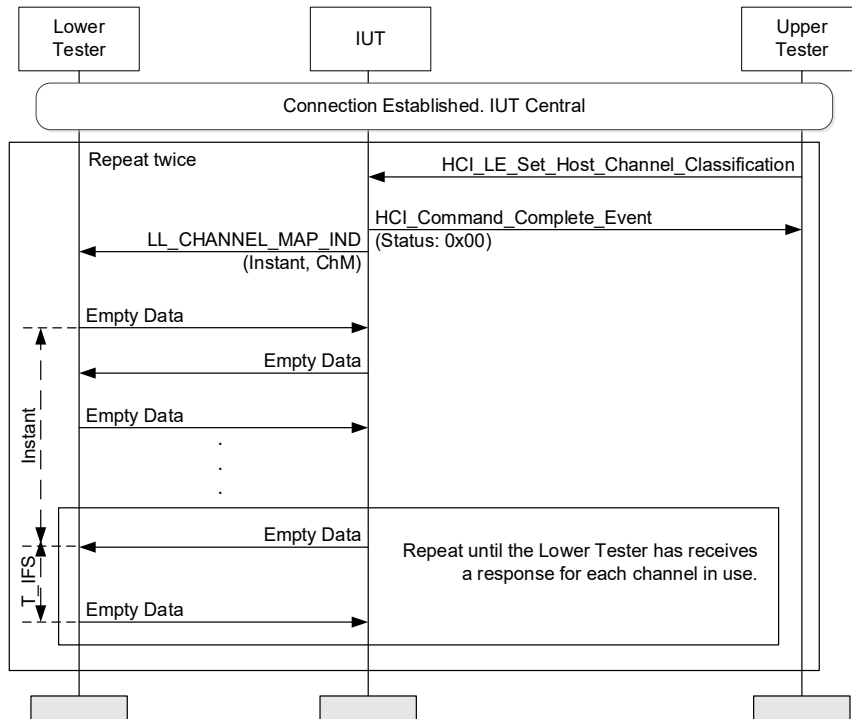 Lower
Tester
IUT
Upper
Tester
Connection Established. IUT Central
Repeat twice
HCI_LE_Set_Host_Channel_Classification
HCI_Command_Complete_Event
(Status: 0x00)
LL_CHANNEL_MAP_IND
(Instant, ChM)
Empty Data
Empty Data
Empty Data
.
.
.
Instant
Empty Data
Repeat until the Lower Tester has receives
a response for each channel in use.
T_IFS
Empty Data